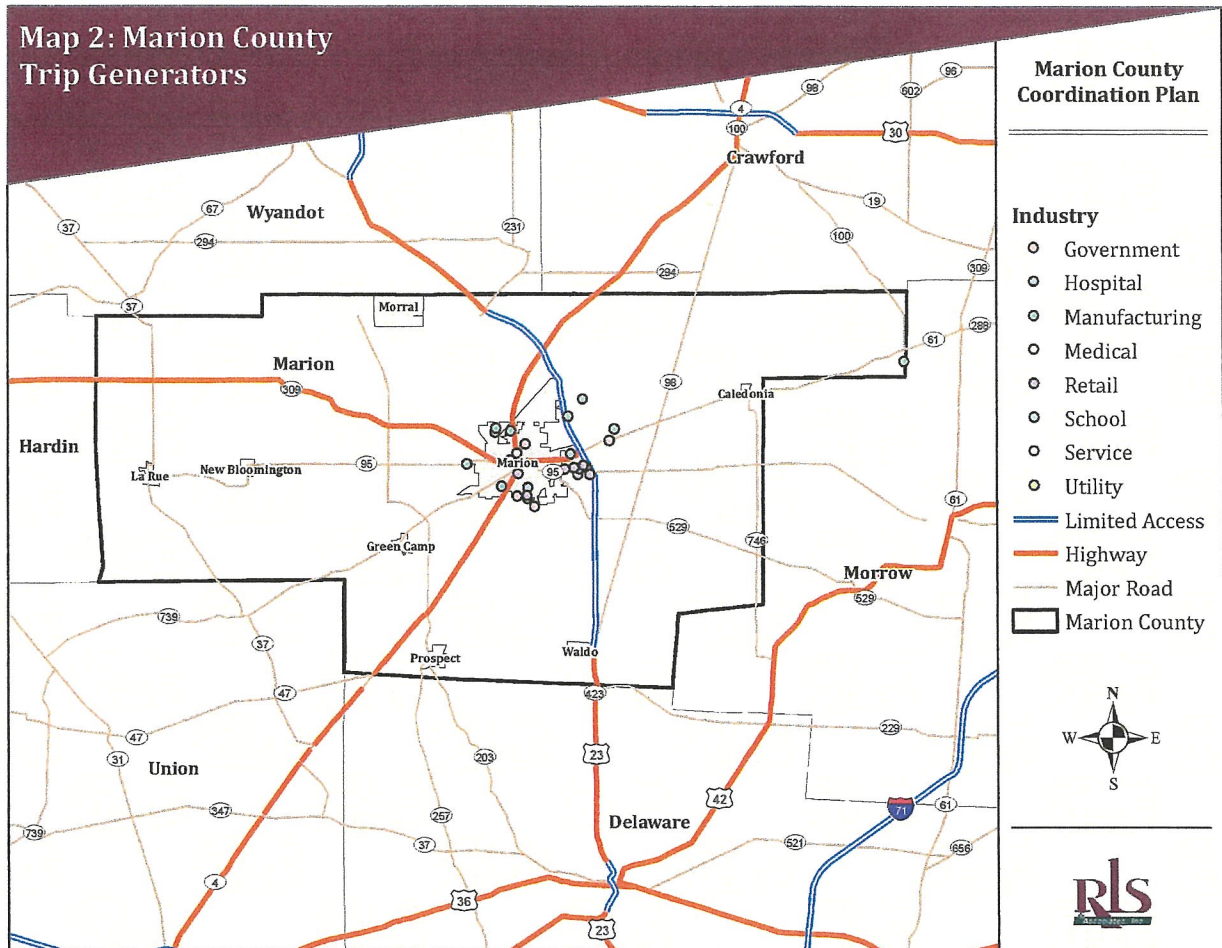 Map 2: Marion County
Trip Generators
Marion County
Coordination Plan
Industry
Government
Hospital
Manufacturing
Medical
Retail
School
Service
Utility
Limited Access
Highway
Major Road
Marion County
N
W
E
S
RLS
& Associates, Inc.
96
98
602
4
100
30
Crawford
67
Wyandot
37
231
19
294
100
294
309
37
Morral
288
61
Marion
98
309
Caledonia
Hardin
Marion
La Rue
New Bloomington
95
95
61
529
746
Green Camp
Morrow
529
739
37
Prospect
Waldo
47
423
229
47
31
203
23
Union
42
71
61
347
257
Delaware
739
37
521
656
4
36
23